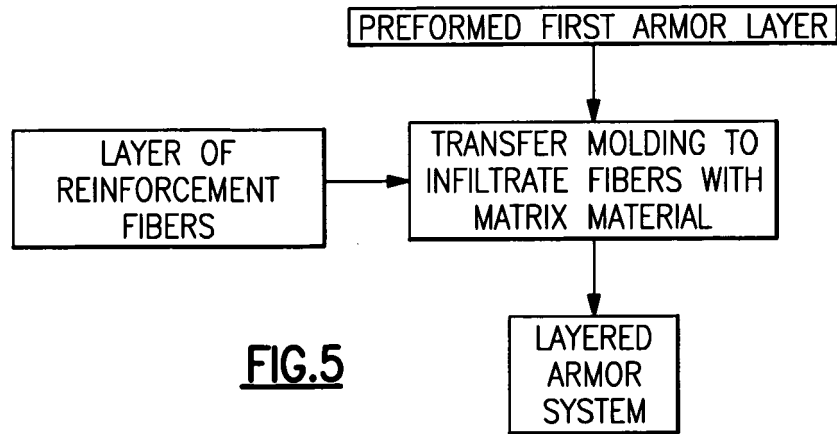 PREFORMED FIRST ARMOR LAYER
LAYER OF
REINFORCEMENT
FIBERS
TRANSFER MOLDING TO
INFILTRATE FIBERS WITH
MATRIX MATERIAL
LAYERED
ARMOR
SYSTEM
FIG.5